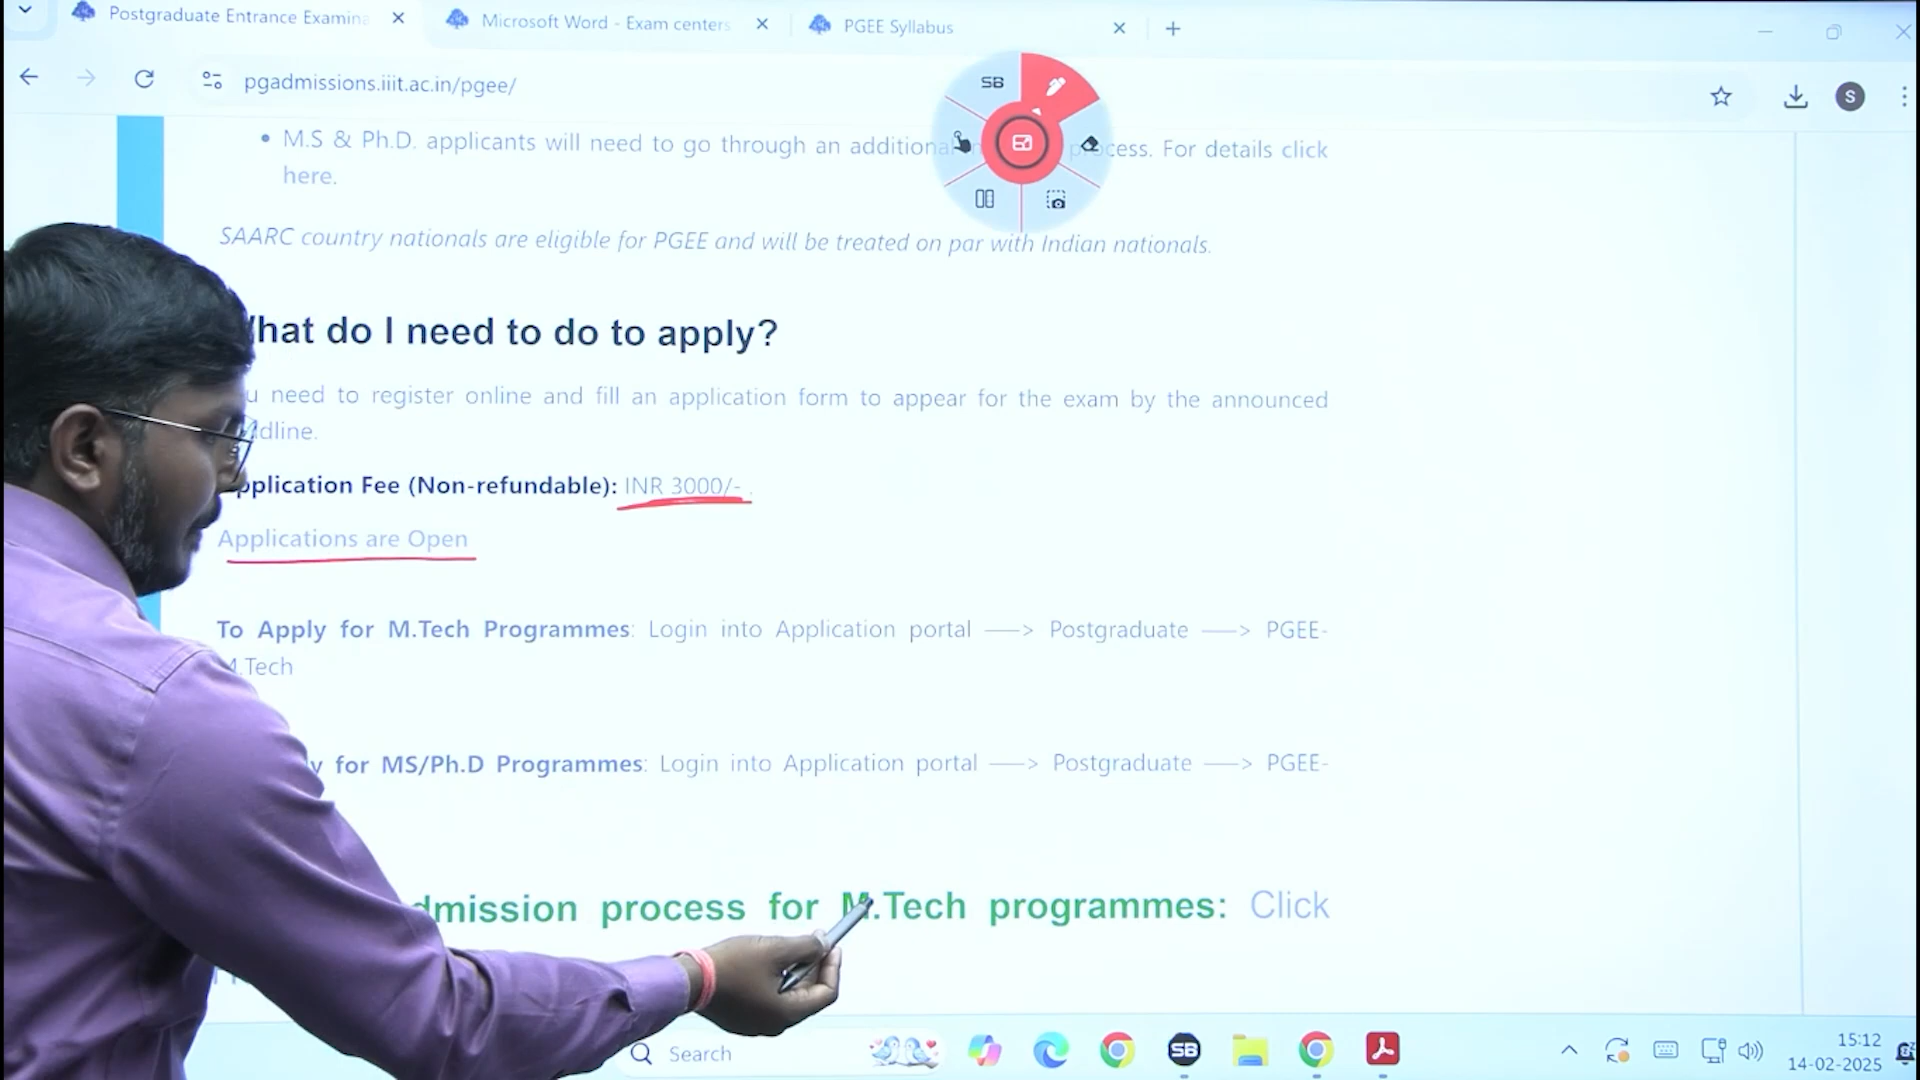 Postgraduate Entrance Examina
Microsoft Word - Exam centers
PGEE Syllabus
pgadmissions.iiit.ac.in/pgee/
S
SB
• M.S & Ph.D. applicants will need to go through an additional process. For details click
here.
SAARC country nationals are eligible for PGEE and will be treated on par with Indian nationals.
What do I need to do to apply?
need to register online and fill an application form to appear for the exam by the announced
dline.
Application Fee (Non-refundable): INR 3000/-
Applications are Open
To Apply for M.Tech Programmes: Login into Application portal ——> Postgraduate ——> PGEE-
M.Tech
for MS/Ph.D Programmes: Login into Application portal ——> Postgraduate ——> PGEE-
dmission process for M.Tech programmes: Click
Search
SB
15:12
14-02-2025